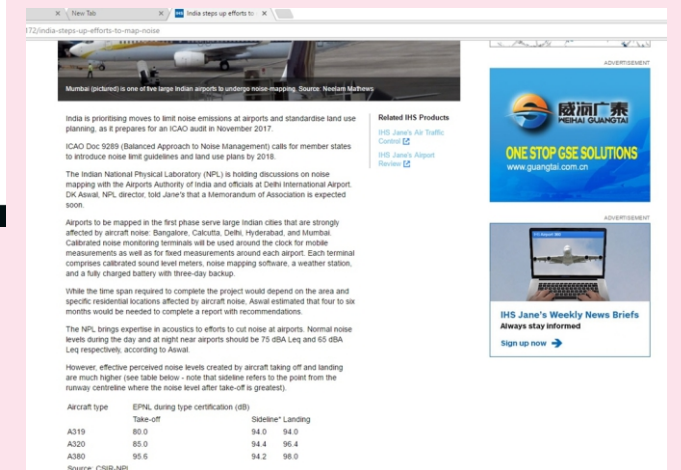 New Tab
India steps up efforts to
172/india-steps-up-efforts-to-map-noise
Mumbai (pictured) is one of five large Indian airports to undergo noise-mapping. Source: Neelam Mathews
India is prioritising moves to limit noise emissions at airports and standardise land use
planning, as it prepares for an ICAO audit in November 2017.
ICAO Doc 9289 (Balanced Approach to Noise Management) calls for member states
to introduce noise limit guidelines and land use plans by 2018.
The Indian National Physical Laboratory (NPL) is holding discussions on noise
mapping with the Airports Authority of India and officials at Delhi International Airport.
DK Aswal, NPL director, told Jane's that a Memorandum of Association is expected
soon.
Airports to be mapped in the first phase serve large Indian cities that are strongly
affected by aircraft noise: Bangalore, Calcutta, Delhi, Hyderabad, and Mumbai.
Calibrated noise monitoring terminals will be used around the clock for mobile
measurements as well as for fixed measurements around each airport. Each terminal
comprises calibrated sound level meters, noise mapping software, a weather station,
and a fully charged battery with three-day backup.
While the time span required to complete the project would depend on the area and
specific residential locations affected by aircraft noise, Aswal estimated that four to six
months would be needed to complete a report with recommendations.
The NPL brings expertise in acoustics to efforts to cut noise at airports. Normal noise
levels during the day and at night near airports should be 75 dBA Leq and 65 dBA
Leq respectively, according to Aswal.
However, effective perceived noise levels created by aircraft taking off and landing
are much higher (see table below - note that sideline refers to the point from the
runway centreline where the noise level after take-off is greatest).
Aircraft type EPNL during type certification (dB)
Take-off Sideline* Landing
A319 80.0 94.0 94.0
A320 85.0 94.4 96.4
A380 95.6 94.2 98.0
Source: CSIR-NPL
Related IHS Products
IHS Jane's Air Traffic
Control
IHS Jane's Airport
Review
ADVERTISEMENT
威海广泰
WEIHAI GUANGTAI
ONE STOP GSE SOLUTIONS
www.guangtai.com.cn
ADVERTISEMENT
IHS Jane's Weekly News Briefs
Always stay informed
Sign up now